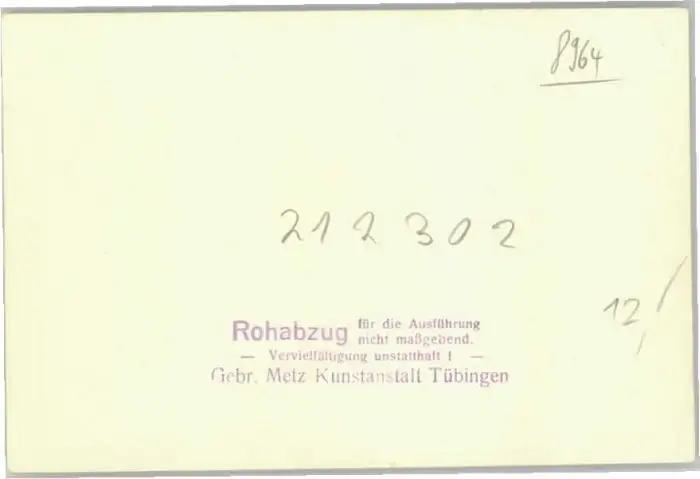 8964
212302
12,/
Rohabzug für die Ausführung
nicht maßgebend.
— Vervielfältigung unstatthaft ! —
Gebr. Metz Kunstanstalt Tübingen